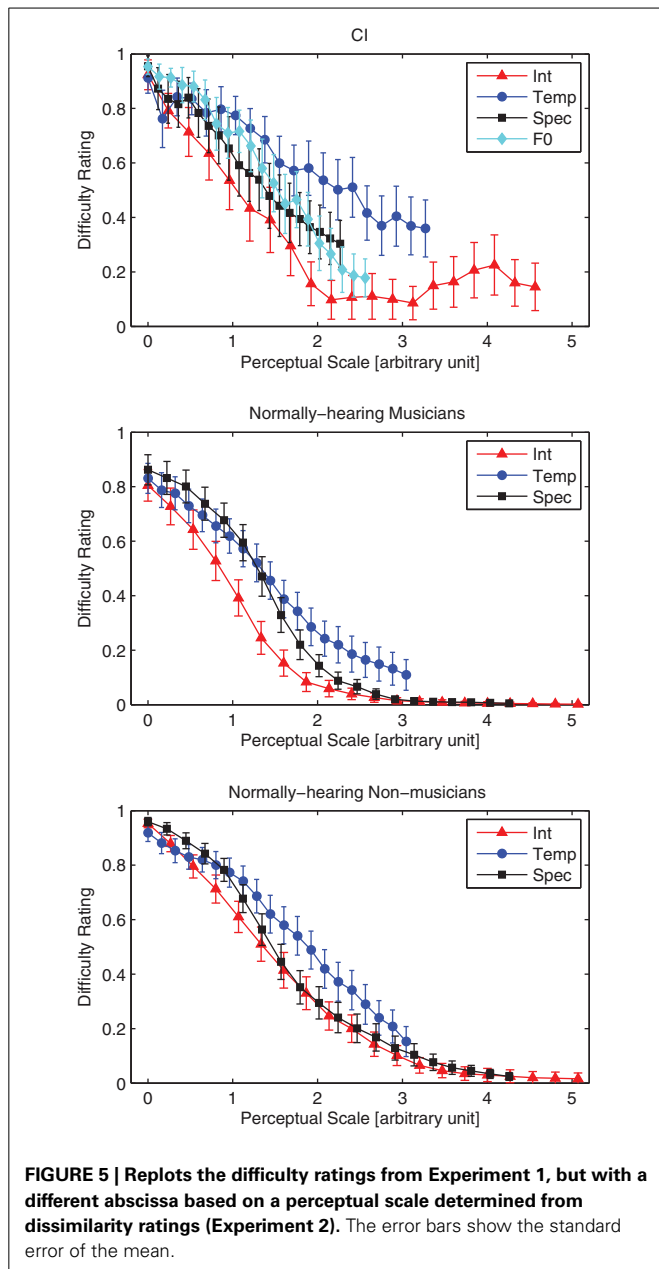 CI
1
0.8
0.6
0.4
0.2
0
Difficulty Rating
Int
Temp
Spec
F0
0 1 2 3 4 5
Perceptual Scale [arbitrary unit]
Normally−hearing Musicians
1
0.8
0.6
0.4
0.2
0
Difficulty Rating
Int
Temp
Spec
0 1 2 3 4 5
Perceptual Scale [arbitrary unit]
Normally−hearing Non−musicians
1
0.8
0.6
0.4
0.2
0
Difficulty Rating
Int
Temp
Spec
0 1 2 3 4 5
Perceptual Scale [arbitrary unit]
FIGURE 5 | Replots the difficulty ratings from Experiment 1, but with a
different abscissa based on a perceptual scale determined from
dissimilarity ratings (Experiment 2). The error bars show the standard
error of the mean.